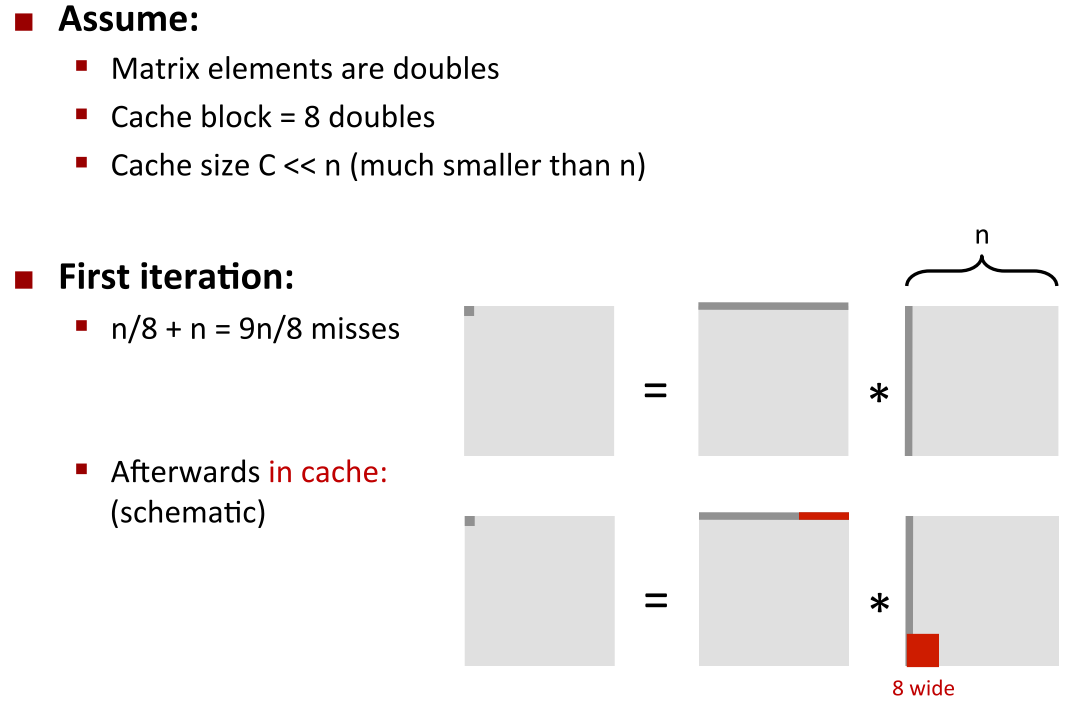 Assume:
Matrix elements are doubles
Cache block = 8 doubles
Cache size C << n (much smaller than n)
n
First iteration:
n/8 + n = 9n/8 misses
= *
Afterwards in cache:
(schematic)
= *
8 wide